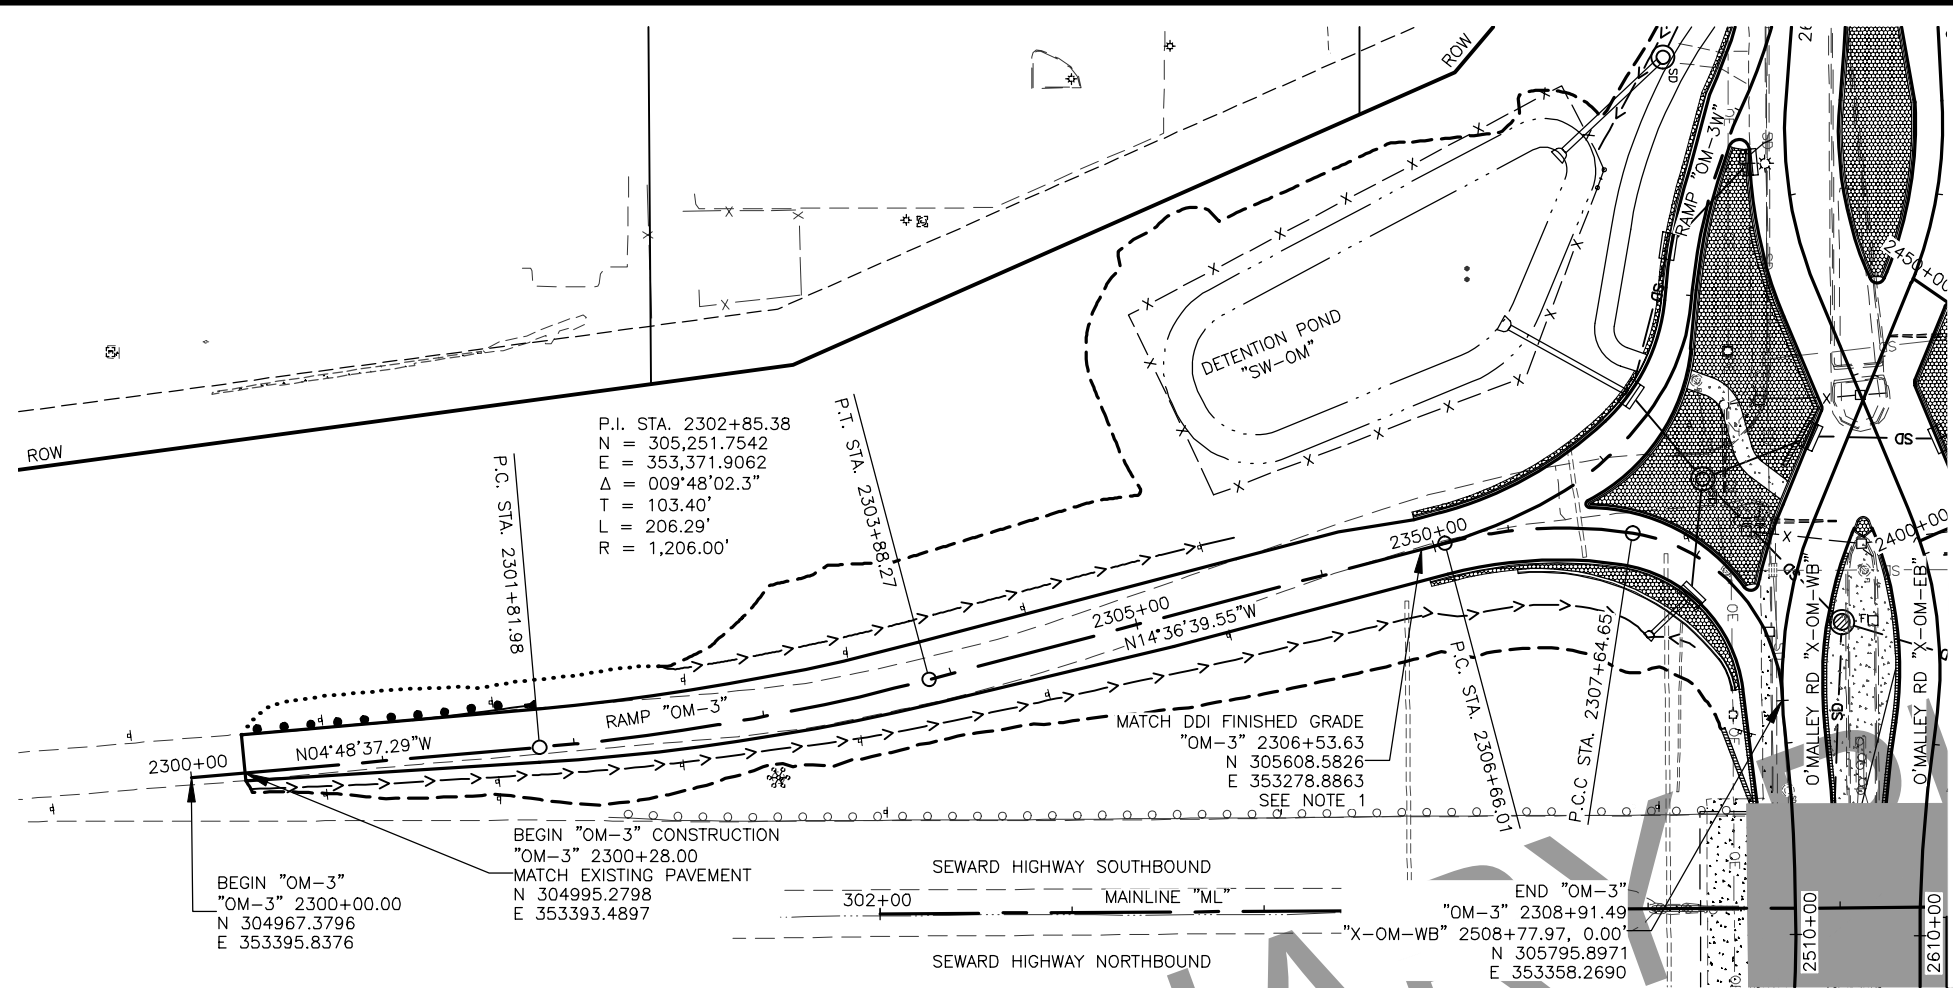 ROW
ROW
P.I. STA. 2302+85.38
N = 305,251.7542
E = 353,371.9062
Δ = 009°48'02.3"
T = 103.40'
L = 206.29'
R = 1,206.00'
P.C. STA. 2301+81.98
P.T. STA. 2303+88.27
DETENTION POND
"SW-OM"
RAMP "OM-3W"
SD
SD
SD
SD
SD
2450+00
2400+00
2350+00
2305+00
N14°36'39.55"W
RAMP "OM-3"
N04°48'37.29"W
2300+00
P.C. STA. 2306+66.01
P.C.C STA. 2307+64.65
MATCH DDI FINISHED GRADE
"OM-3" 2306+53.63
N 305608.5826
E 353278.8863
SEE NOTE 1
O'MALLEY RD "X-OM-WB"
O'MALLEY RD "X-OM-EB"
BEGIN "OM-3"
"OM-3" 2300+00.00
N 304967.3796
E 353395.8376
BEGIN "OM-3" CONSTRUCTION
"OM-3" 2300+28.00
MATCH EXISTING PAVEMENT
N 304995.2798
E 353393.4897
SEWARD HIGHWAY SOUTHBOUND
302+00
MAINLINE "ML"
SEWARD HIGHWAY NORTHBOUND
END "OM-3"
"OM-3" 2308+91.49
"X-OM-WB" 2508+77.97, 0.00'
N 305795.8971
E 353358.2690
2510+00
2610+00